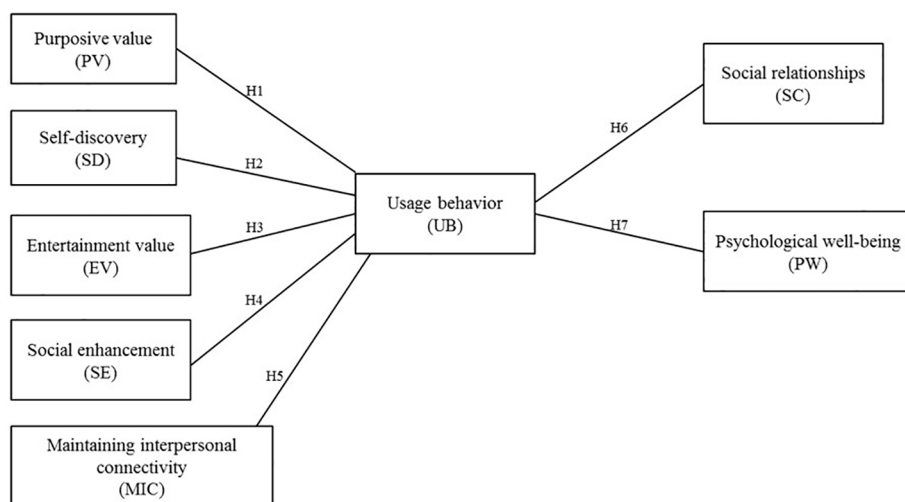 Purposive value
(PV)
H1
Self-discovery
(SD)
H2
Entertainment value
(EV)
H3
Social enhancement
(SE)
H4
Maintaining interpersonal
connectivity
(MIC)
H5
Usage behavior
(UB)
H6
Social relationships
(SC)
H7
Psychological well-being
(PW)